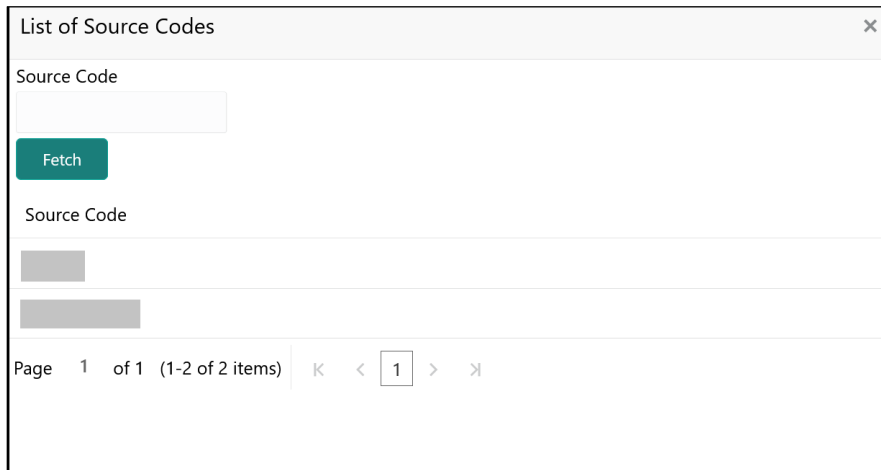 List of Source Codes ×
Source Code
Fetch
Source Code
Page 1 of 1 (1-2 of 2 items) 1